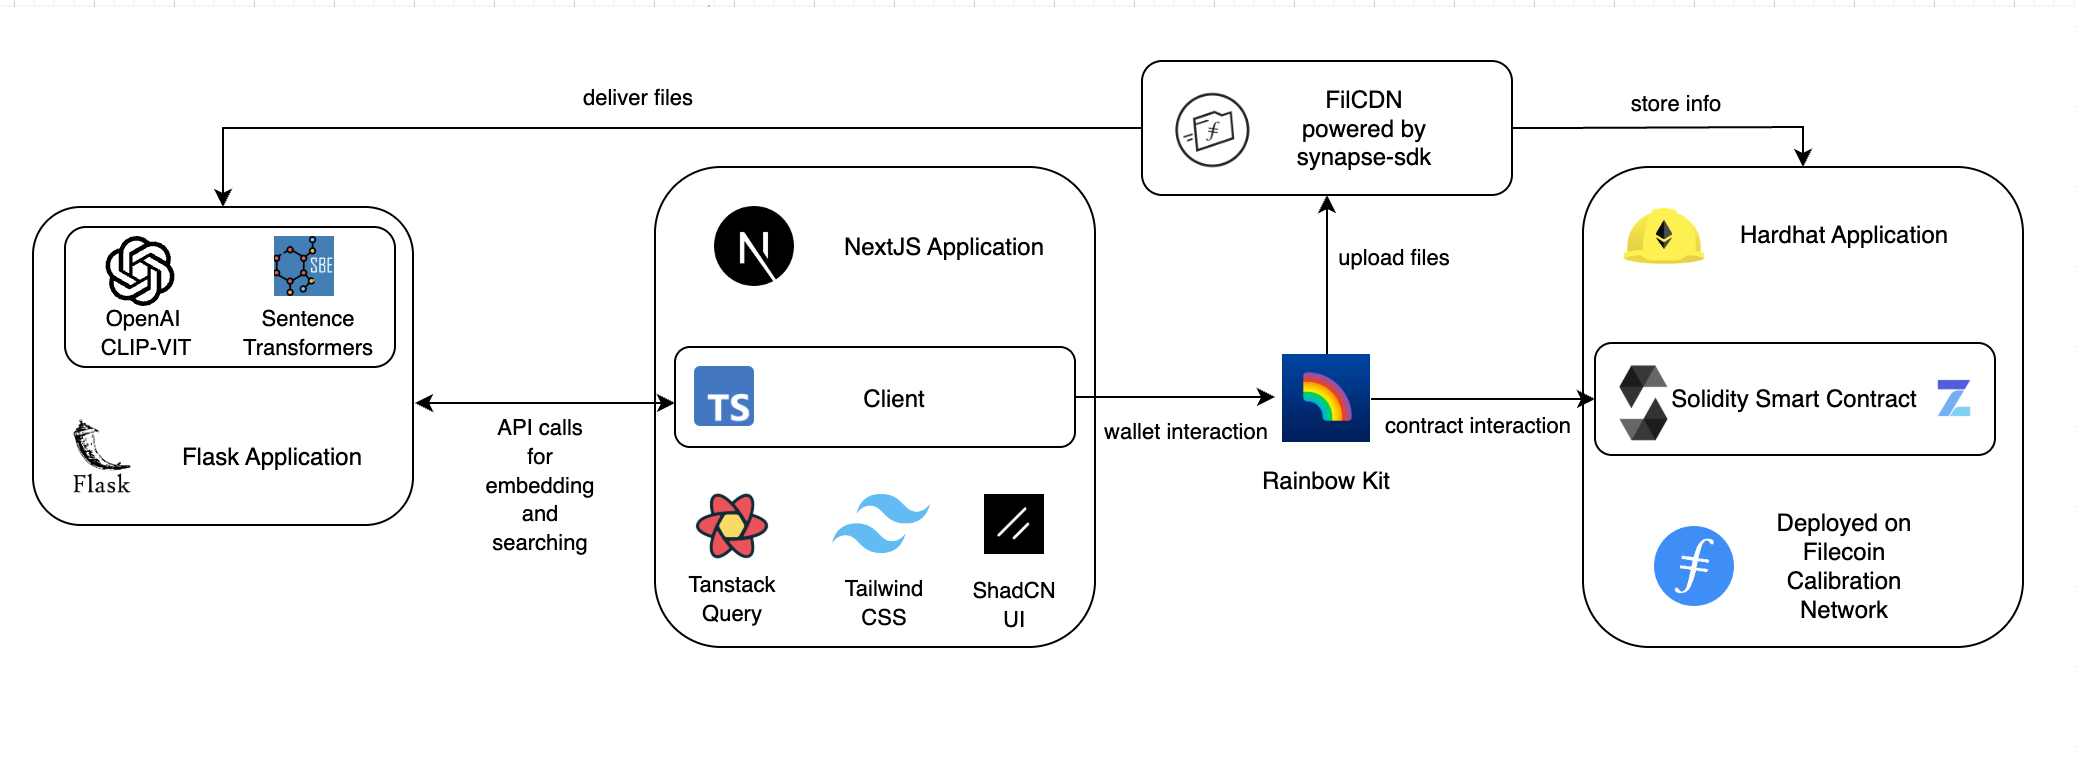 deliver files
FilCDN
powered by
synapse-sdk
store info
OpenAI
CLIP-VIT
SBE
Sentence
Transformers
Flask
Flask Application
API calls
for
embedding
and
searching
N
NextJS Application
TS
Client
Tanstack
Query
Tailwind
CSS
ShadCN
UI
wallet interaction
upload files
Rainbow Kit
contract interaction
Hardhat Application
Solidity Smart Contract
Deployed on
Filecoin
Calibration
Network